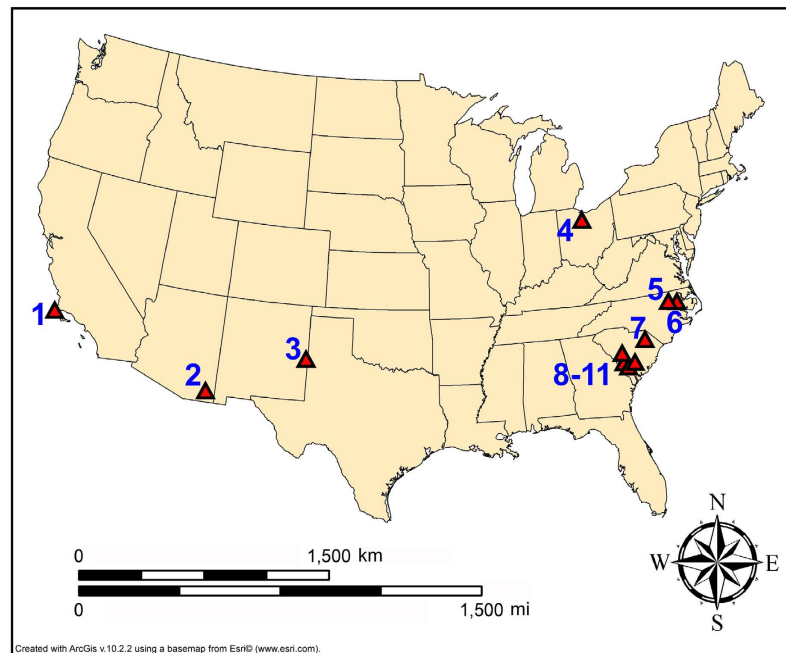 4
5
6
1
7
3
8-11
2
N
W E
S
0 1,500 km
0 1,500 mi
Created with ArcGis v.10.2.2 using a basemap from Esri© (www.esri.com).